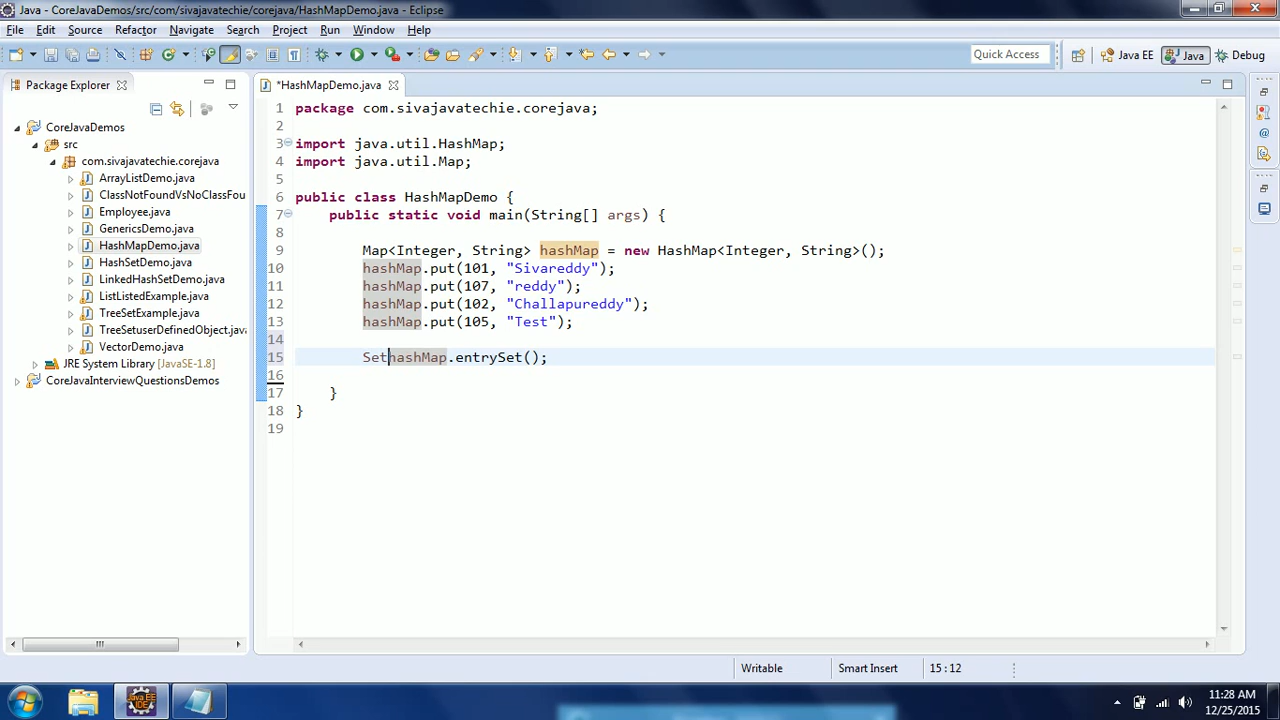 Java - CoreJavaDemos/src/com/sivajavatechie/corejava/HashMapDemo.java - Eclipse
File Edit Source Refactor Navigate Search Project Run Window Help
Quick Access Java EE Java Debug
Package Explorer
*HashMapDemo.java
CoreJavaDemos
src
com.sivajavatechie.corejava
ArrayListDemo.java
ClassNotFoundVsNoClassFou
Employee.java
GenericsDemo.java
HashMapDemo.java
HashSetDemo.java
LinkedHashSetDemo.java
ListListedExample.java
TreeSetExample.java
TreeSetuserDefinedObject.java
VectorDemo.java
JRE System Library [JavaSE-1.8]
CoreJavaInterviewQuestionsDemos
1 package com.sivajavatechie.corejava;
2
3 import java.util.HashMap;
4 import java.util.Map;
5
6 public class HashMapDemo {
7 public static void main(String[] args) {
8
9 Map<Integer, String> hashMap = new HashMap<Integer, String>();
10 hashMap.put(101, "Sivareddy");
11 hashMap.put(107, "reddy");
12 hashMap.put(102, "Challapureddy");
13 hashMap.put(105, "Test");
14
15 SethashMap.entrySet();
16
17 }
18 }
19
Writable Smart Insert 15 : 12
Java EE IDE
11:28 AM
12/25/2015